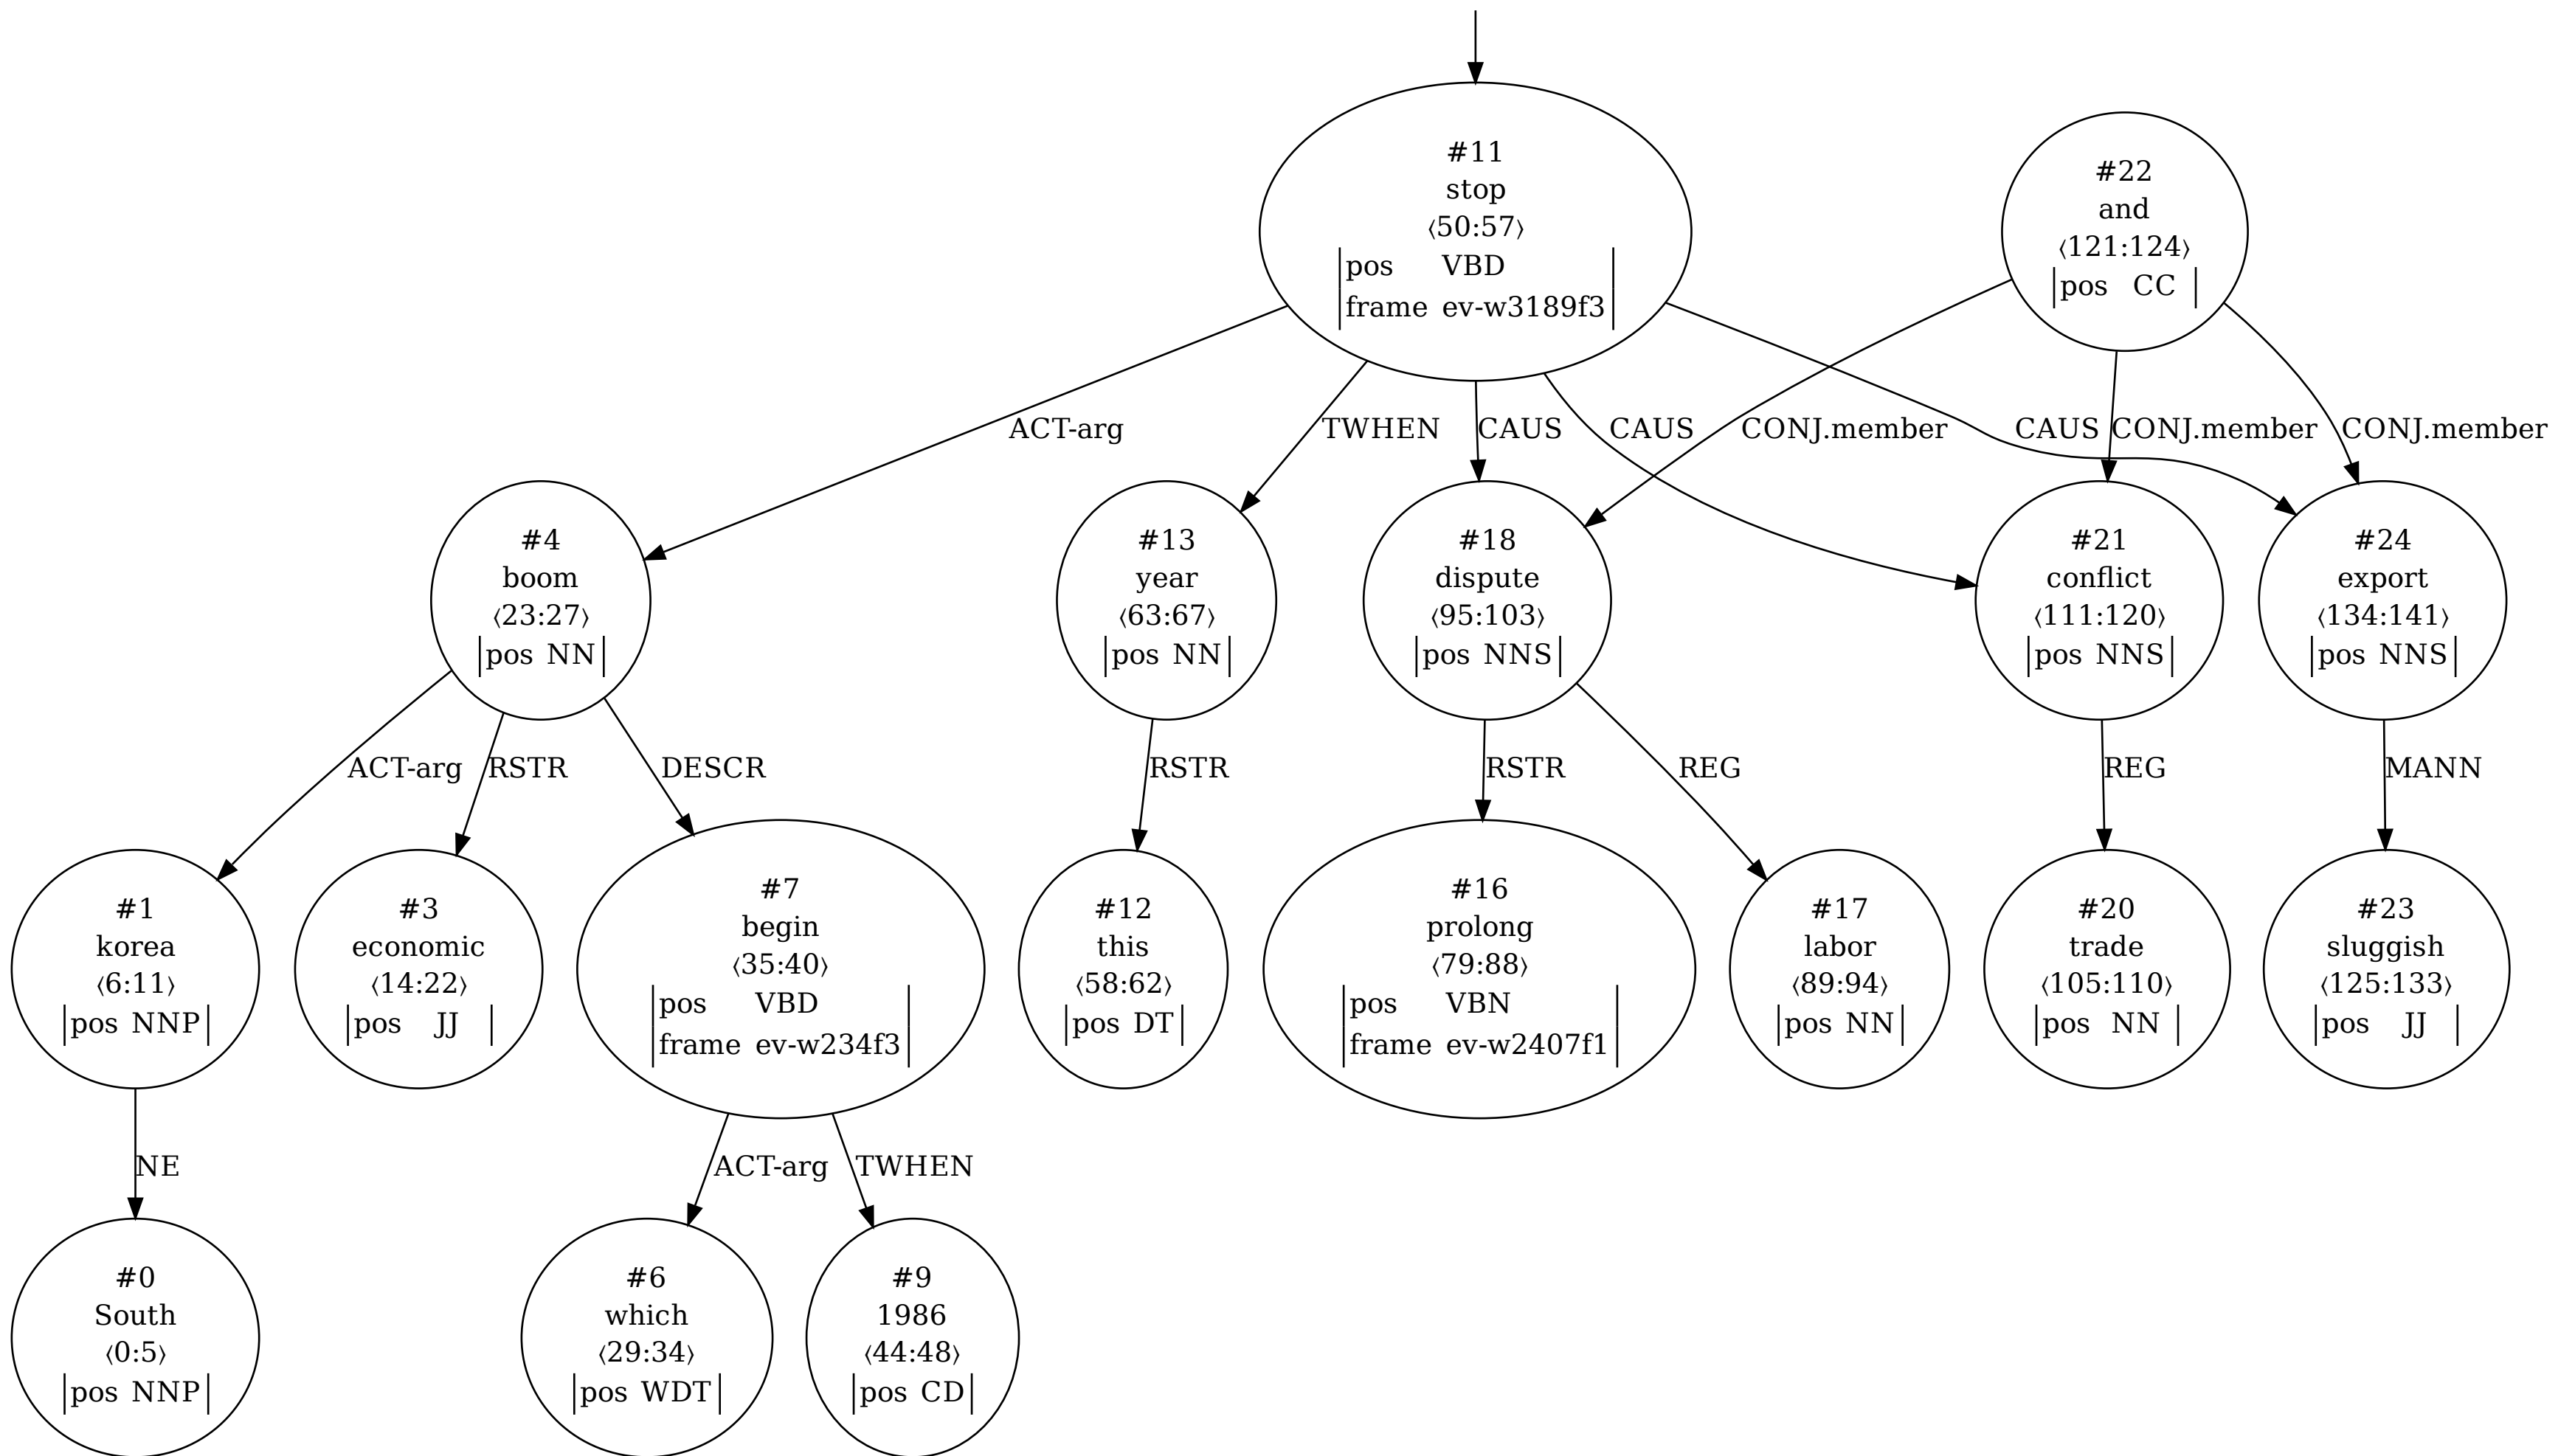 #11
stop
⟨50:57⟩
pos VBD
frame ev-w3189f3
#22
and
⟨121:124⟩
pos CC
ACT-arg
TWHEN
CAUS
CAUS
CONJ.member
CAUS
CONJ.member
CONJ.member
#4
boom
⟨23:27⟩
pos NN
#13
year
⟨63:67⟩
pos NN
#18
dispute
⟨95:103⟩
pos NNS
#21
conflict
⟨111:120⟩
pos NNS
#24
export
⟨134:141⟩
pos NNS
ACT-arg
RSTR
DESCR
RSTR
RSTR
REG
REG
MANN
#1
korea
⟨6:11⟩
pos NNP
#3
economic
⟨14:22⟩
pos JJ
#7
begin
⟨35:40⟩
pos VBD
frame ev-w234f3
#12
this
⟨58:62⟩
pos DT
#16
prolong
⟨79:88⟩
pos VBN
frame ev-w2407f1
#17
labor
⟨89:94⟩
pos NN
#20
trade
⟨105:110⟩
pos NN
#23
sluggish
⟨125:133⟩
pos JJ
NE
ACT-arg
TWHEN
#0
South
⟨0:5⟩
pos NNP
#6
which
⟨29:34⟩
pos WDT
#9
1986
⟨44:48⟩
pos CD